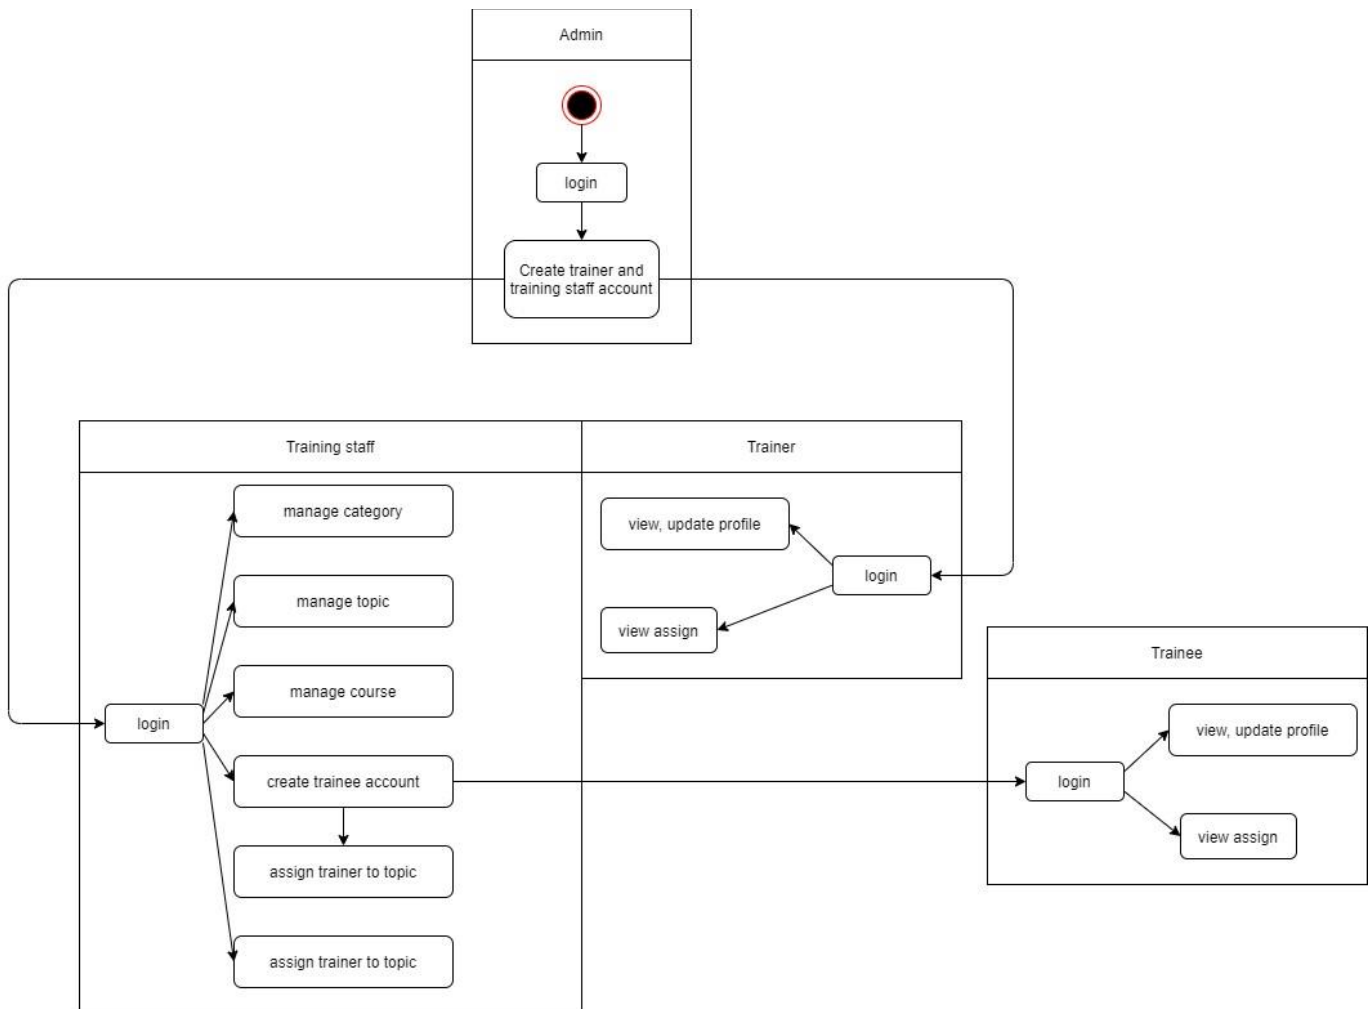 Admin
login
Create trainer and
training staff account
Training staff
manage category
manage topic
manage course
login
create trainee account
assign trainer to topic
assign trainer to topic
Trainer
view, update profile
login
view assign
Trainee
view, update profile
login
view assign